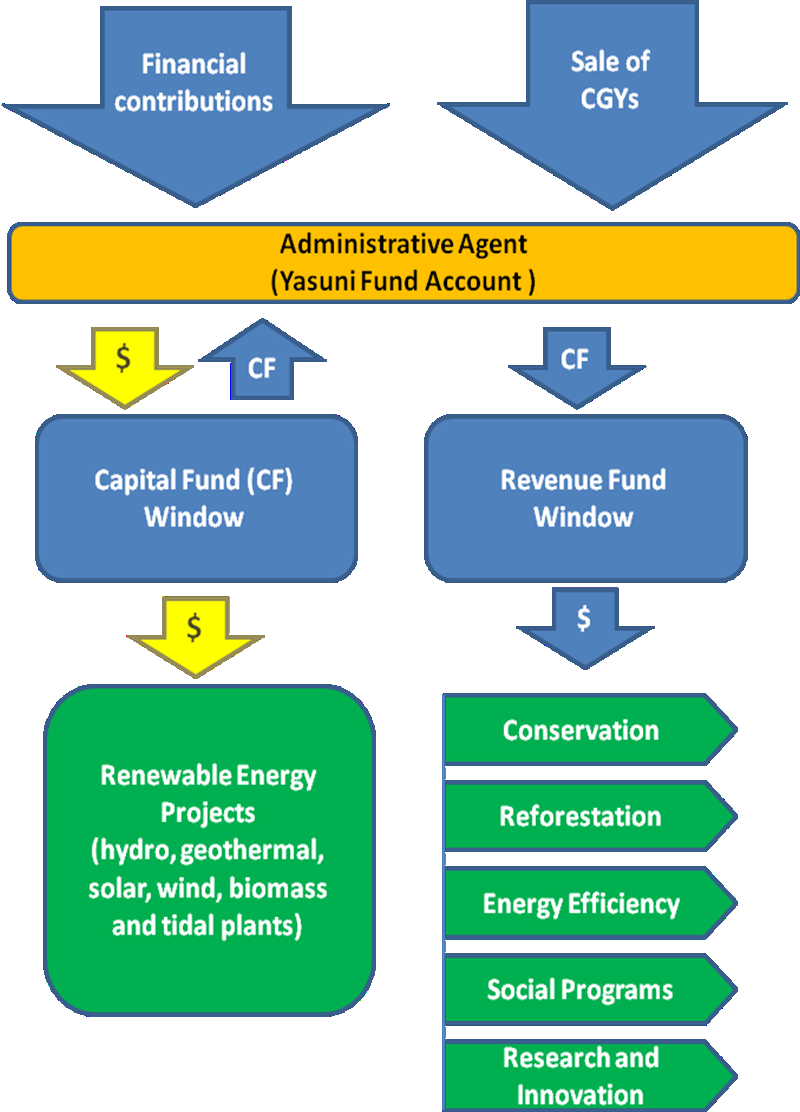 Financial
contributions
Sale of
CGYs
Administrative Agent
(Yasuni Fund Account )
$
CF
CF
Capital Fund (CF)
Window
Revenue Fund
Window
$
$
Renewable Energy
Projects
(hydro, geothermal,
solar, wind, biomass
and tidal plants)
Conservation
Reforestation
Energy Efficiency
Social Programs
Research and
Innovation